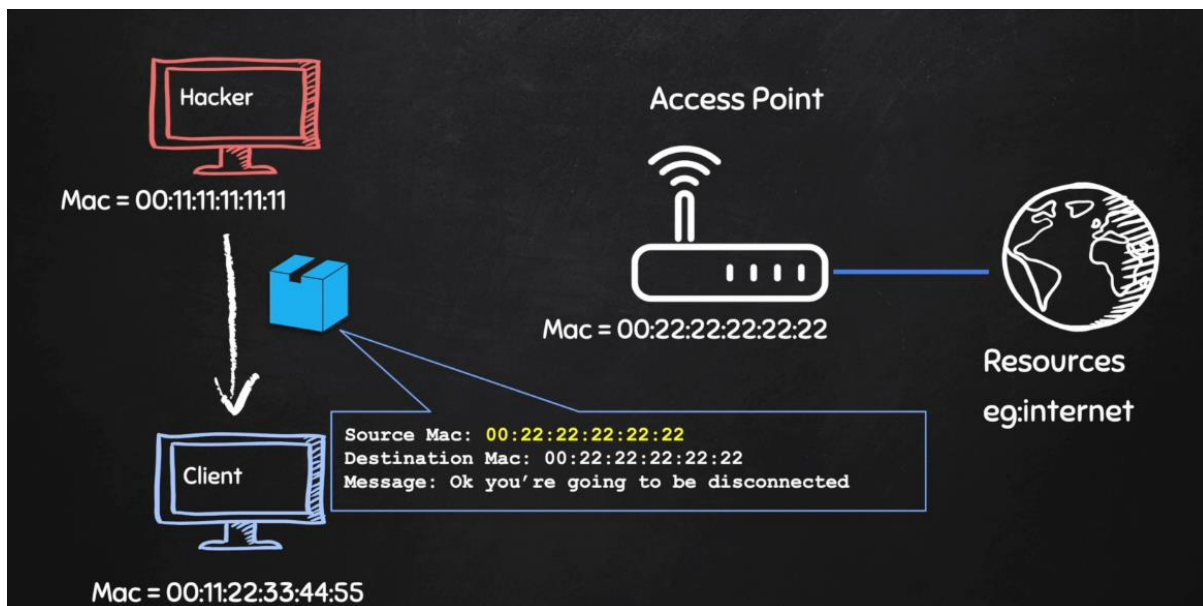 Hacker
Mac = 00:11:11:11:11:11
Access Point
Mac = 00:22:22:22:22:22
Resources
eg:internet
Source Mac: 00:22:22:22:22:22
Destination Mac: 00:22:22:22:22:22
Message: Ok you're going to be disconnected
Client
Mac = 00:11:22:33:44:55